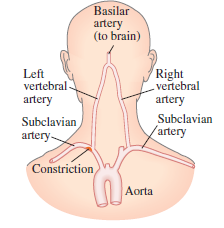 Basilar
artery
(to brain)
Left
vertebral
artery
Right
vertebral
artery
Subclavian
artery
Subclavian
artery
Constriction
Aorta